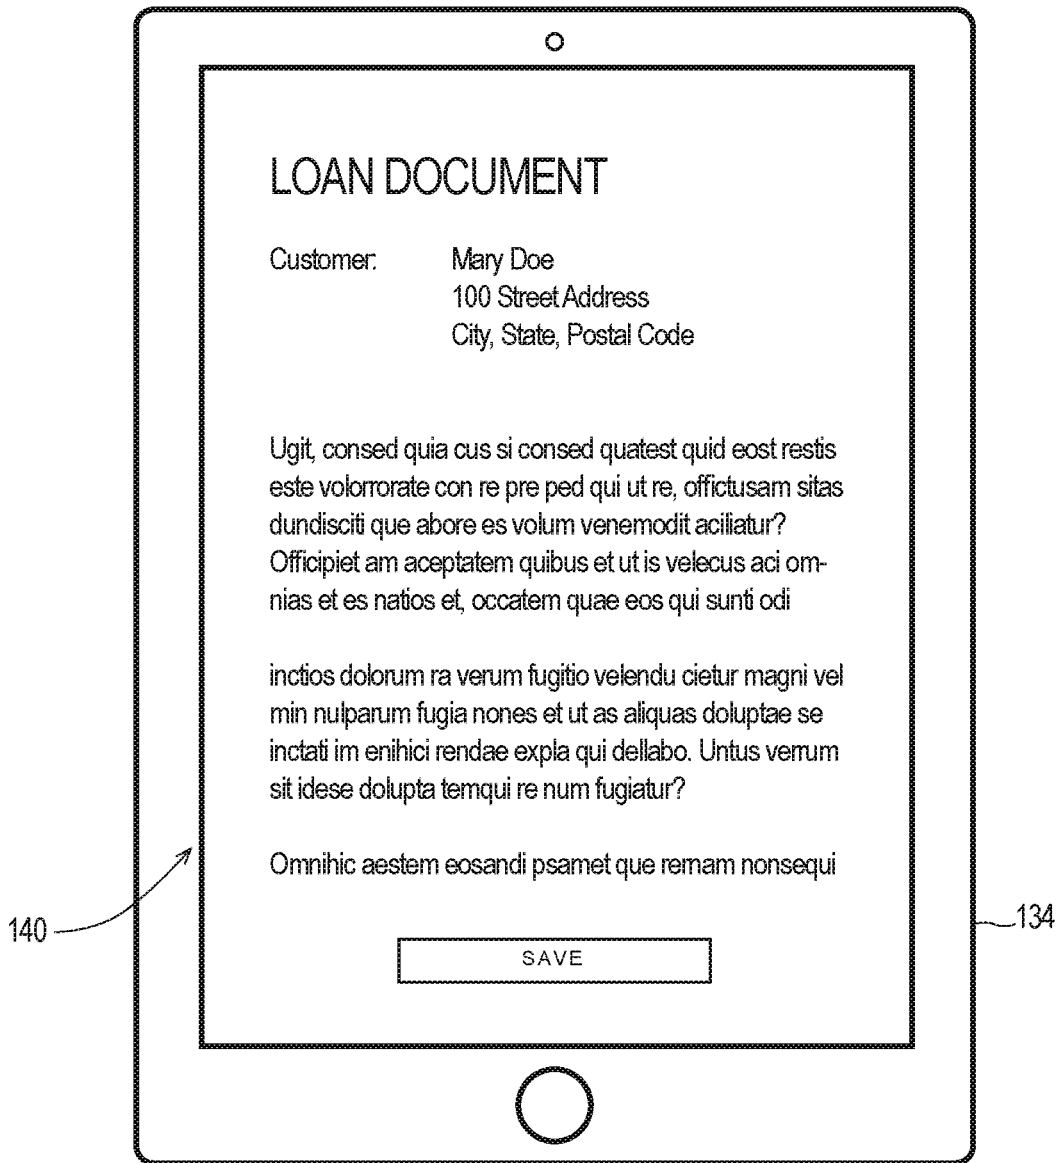 LOAN DOCUMENT
Customer: Mary Doe
100 Street Address
City, State, Postal Code
Ugit, consed quia cus si consed quatest quid eost restis
este volorrorate con re pre ped qui ut re, offictusam sitas
dundisciti que abore es volum venemodit aciliatur?
Officipiet am aceptatem quibus et ut is velecus aci om-
nias et es natios et, occatem quae eos qui sunti odi
inctios dolorum ra verum fugitio velendu cietur magni vel
min nulparum fugia nones et ut as aliquas doluptae se
inctati im enihici rendae expla qui dellabo. Untus verrum
sit idese dolupta temqui re num fugiatur?
Omnihic aestem eosandi psamet que remam nonsequi
140
134
SAVE